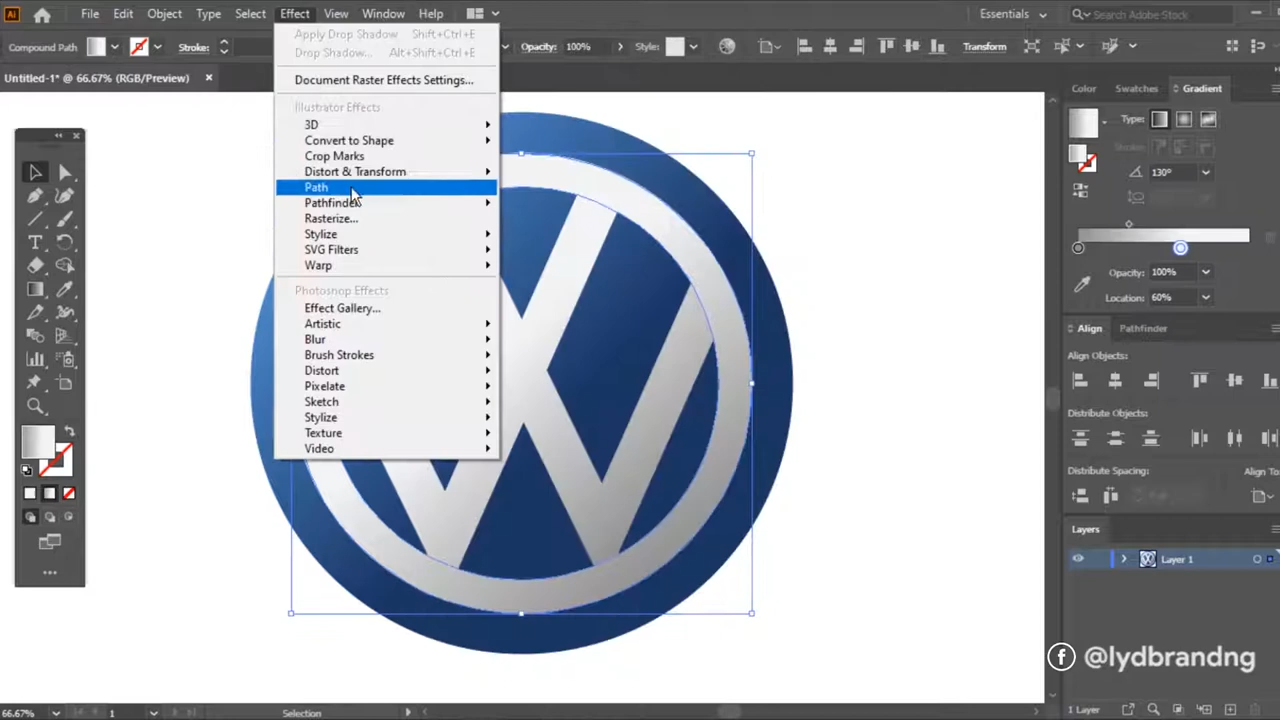 Ai File Edit Object Type Select Effect View Window Help Essentials Search Adobe Stock
Compound Path Stroke: Opacity: 100% Style: Transform
Untitled-1* @ 66.67% (RGB/Preview) ×
Apply Drop Shadow Shift+Ctrl+E
Drop Shadow... Alt+Shift+Ctrl+E
Document Raster Effects Settings...
Illustrator Effects
3D
Convert to Shape
Crop Marks
Distort & Transform
Path
Pathfinder
Rasterize...
Stylize
SVG Filters
Warp
Photoshop Effects
Effect Gallery...
Artistic
Blur
Brush Strokes
Distort
Pixelate
Sketch
Stylize
Texture
Video
Color Swatches Gradient
Type:
Stroke:
130°
Opacity: 100%
Location: 60%
Align Pathfinder
Align Objects:
Distribute Objects:
Distribute Spacing: Align To
Layers
Layer 1
@lydbrandng
66.67% 1 Selection 1 Layer